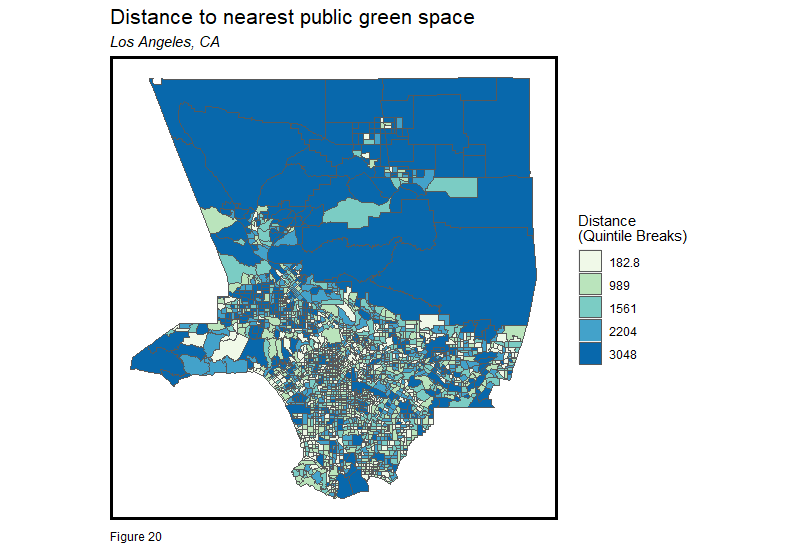 Distance to nearest public green space
Los Angeles, CA
Distance
(Quintile Breaks)
182.8
989
1561
2204
3048
Figure 20